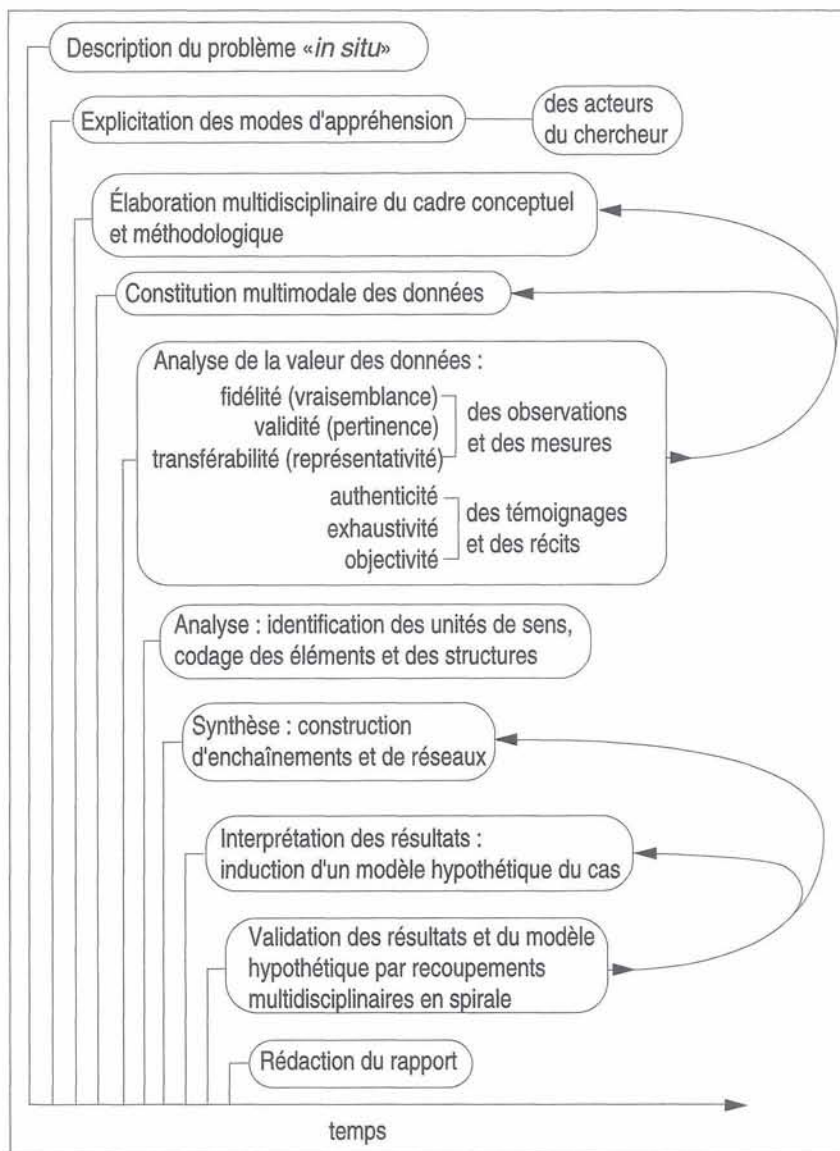 Description du problème «in situ»
Explicitation des modes d'appréhension
des acteurs
du chercheur
Élaboration multidisciplinaire du cadre conceptuel
et méthodologique
Constitution multimodale des données
Analyse de la valeur des données :
fidélité (vraisemblance)
validité (pertinence)
transférabilité (représentativité)
des observations
et des mesures
authenticité
exhaustivité
objectivité
des témoignages
et des récits
Analyse : identification des unités de sens,
codage des éléments et des structures
Synthèse : construction
d'enchaînements et de réseaux
Interprétation des résultats :
induction d'un modèle hypothétique du cas
Validation des résultats et du modèle
hypothétique par recoupements
multidisciplinaires en spirale
Rédaction du rapport
temps